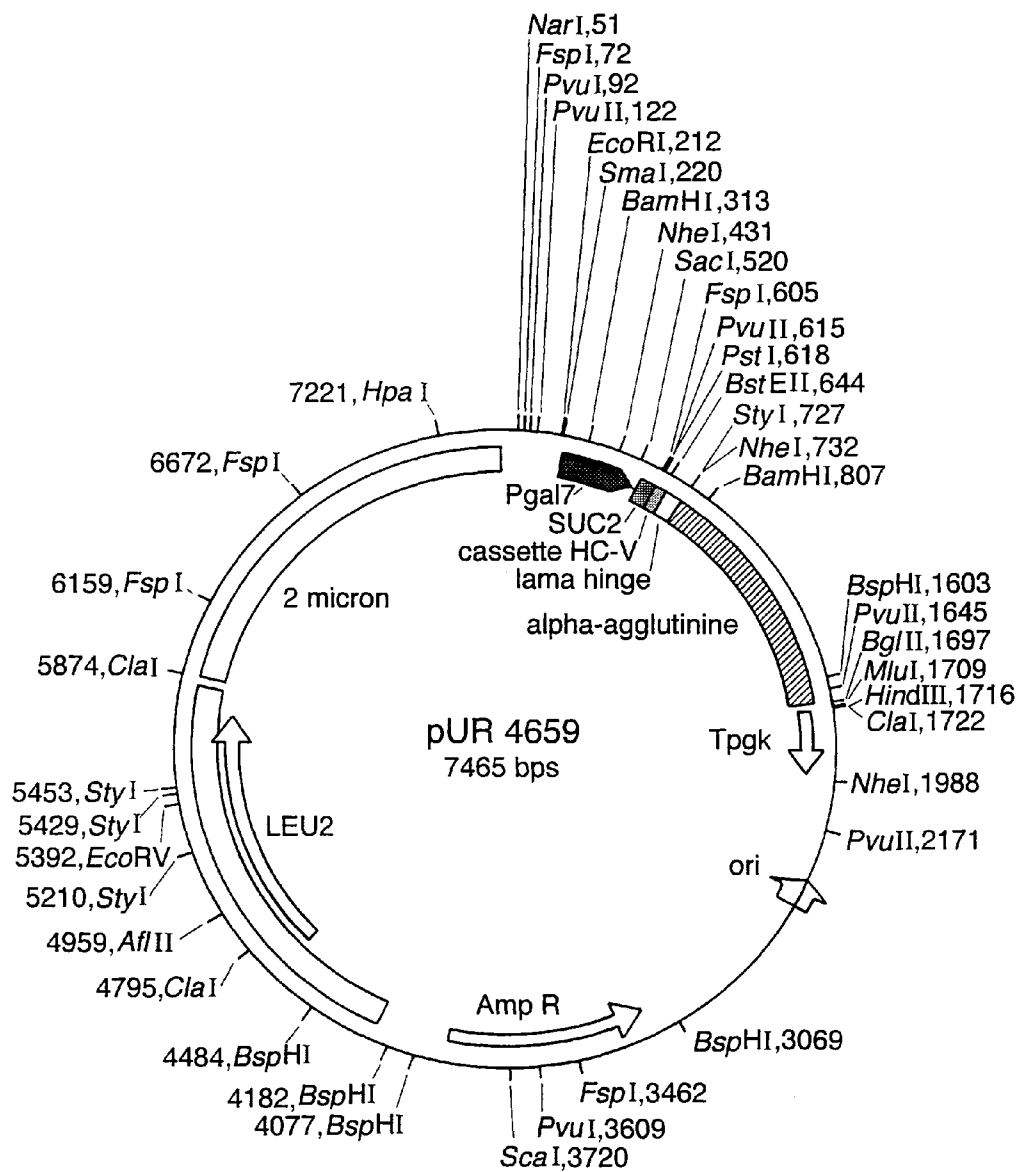 NarI,51
FspI,72
PvuI,92
PvuII,122
EcoRI,212
SmaI,220
BamHI,313
NheI,431
SacI,520
FspI,605
PvuII,615
PstI,618
BstEII,644
StyI,727
NheI,732
BamHI,807
7221, HpaI
6672,FspI
6159,FspI
5874,ClaI
5453,StyI
5429,StyI
5392,EcoRV
5210,StyI
4959,AflII
4795,ClaI
4484,BspHI
4182,BspHI
4077,BspHI
ScaI,3720
PvuI,3609
FspI,3462
BspHI,3069
PvuII,2171
NheI,1988
BspHI,1603
PvuII,1645
BglII,1697
MluI,1709
HindIII,1716
ClaI,1722
Pgal7
SUC2
cassette HC-V
lama hinge
alpha-agglutinine
2 micron
pUR 4659
7465 bps
Tpgk
LEU2
ori
Amp R